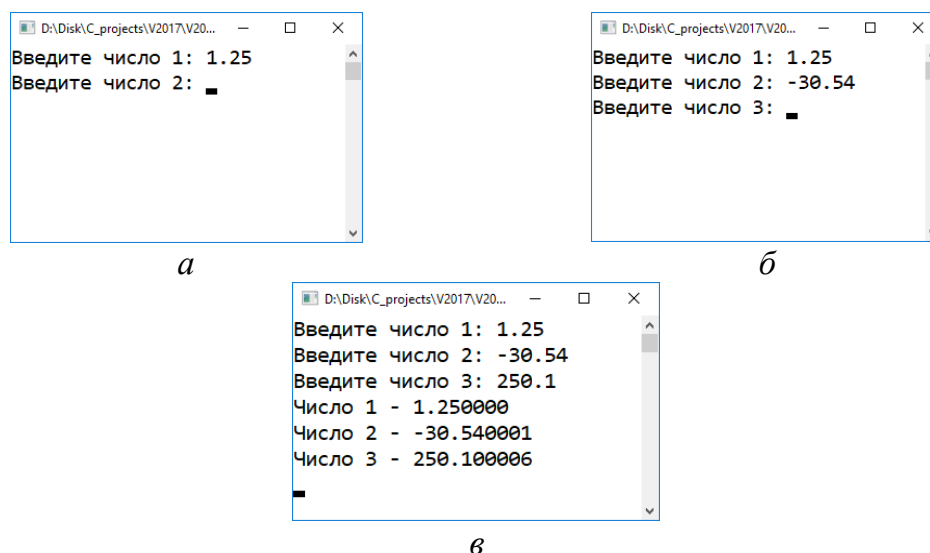 D:\Disk\C_projects\V2017\V20...
Введите число 1: 1.25
Введите число 2:
а
D:\Disk\C_projects\V2017\V20...
Введите число 1: 1.25
Введите число 2: -30.54
Введите число 3:
б
D:\Disk\C_projects\V2017\V20...
Введите число 1: 1.25
Введите число 2: -30.54
Введите число 3: 250.1
Число 1 - 1.250000
Число 2 - -30.540001
Число 3 - 250.100006
в